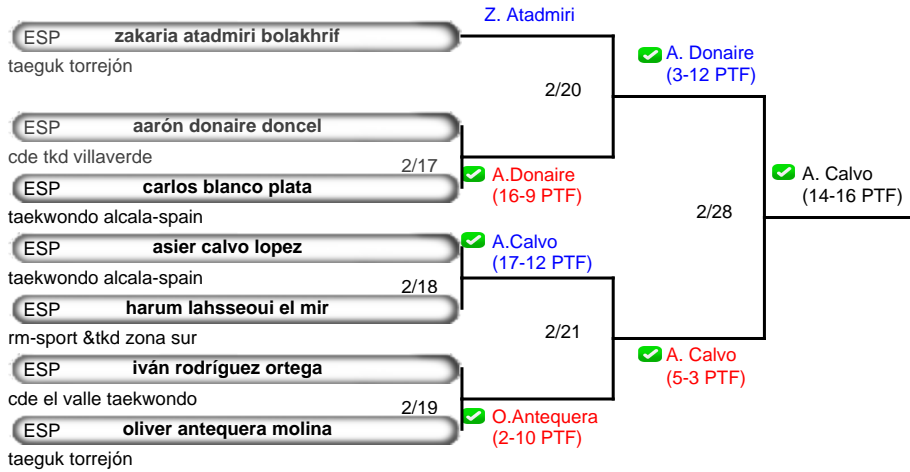 Z. Atadmiri
ESP zakaria atadmiri bolakhrif
taeguk torrejón
A. Donaire
(3-12 PTF)
2/20
ESP aarón donaire doncel
cde tkd villaverde
2/17
A.Donaire
(16-9 PTF)
ESP carlos blanco plata
taekwondo alcala-spain
A. Calvo
(14-16 PTF)
2/28
ESP asier calvo lopez
taekwondo alcala-spain
A.Calvo
(17-12 PTF)
2/18
ESP harum lahsseoui el mir
rm-sport &tkd zona sur
2/21
ESP iván rodríguez ortega
cde el valle taekwondo
A. Calvo
(5-3 PTF)
2/19
O.Antequera
(2-10 PTF)
ESP oliver antequera molina
taeguk torrejón